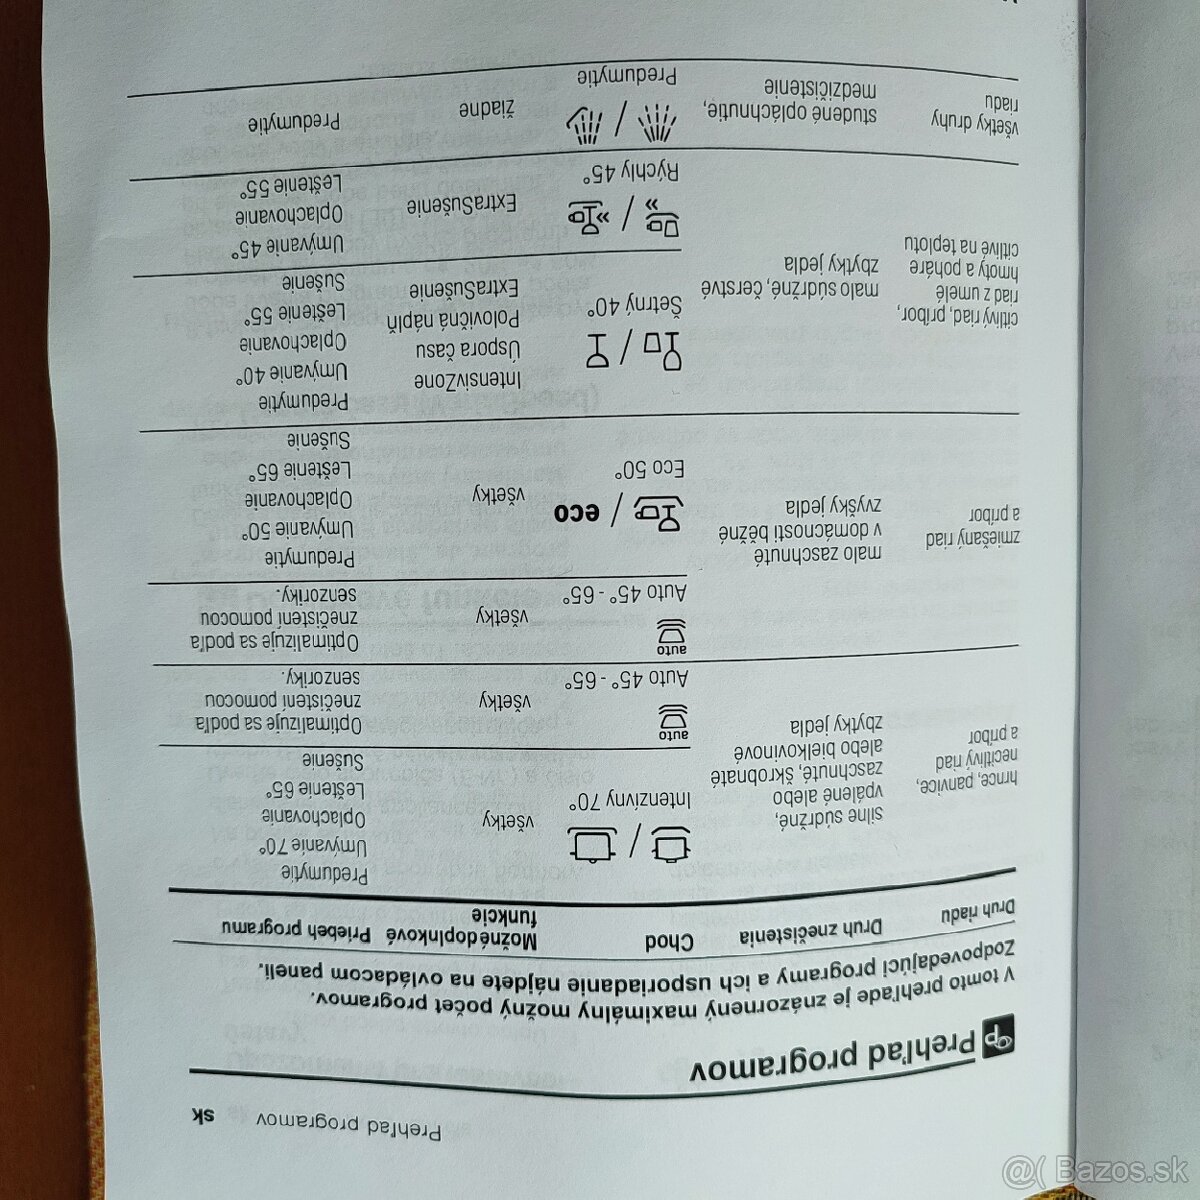 Prehľad programov sk
Prehľad programov
V tomto prehľade je znázornený maximálny možný počet programov.
Zodpovedajúci programy a ich usporiadanie nájdete na ovládacom paneli.
Druh riadu
Druh znečistenia
Chod
Možnédoplnkové
funkcie
Priebeh programu
hrnce, panvice,
necitlivý riad
a príbor
silne súdržné,
vpálené alebo
zaschnuté, škrobnaté
alebo bielkovinové
zbytky jedla
Intenzívny 70°
všetky
Predumytie
Umývanie 70°
Oplachovanie
Leštenie 65°
Sušenie
auto
Auto 45° - 65°
všetky
Optimalizuje sa podľa
znečistení pomocou
senzoriky.
zmiešaný riad
a príbor
malo zaschnuté
v domácnosti běžné
zvyšky jedla
auto
Auto 45° - 65°
všetky
Optimalizuje sa podľa
znečistení pomocou
senzoriky.
/ eco
Eco 50°
všetky
Predumytie
Umývanie 50°
Oplachovanie
Leštenie 65°
Sušenie
citlivý riad, príbor,
riad z umelé
hmoty a poháre
citlivé na teplotu
malo súdržné, čerstvé
zbytky jedla
Šetrný 40°
IntensivZone
Úspora času
Polovičná náplň
ExtraSušenie
Predumytie
Umývanie 40°
Oplachovanie
Leštenie 55°
Sušenie
Rýchly 45°
ExtraSušenie
Umývanie 45°
Oplachovanie
Leštenie 55°
všetky druhy
riadu
studené opláchnutie,
medzičistenie
Predumytie
žiadne
Predumytie
@( Bazos.sk